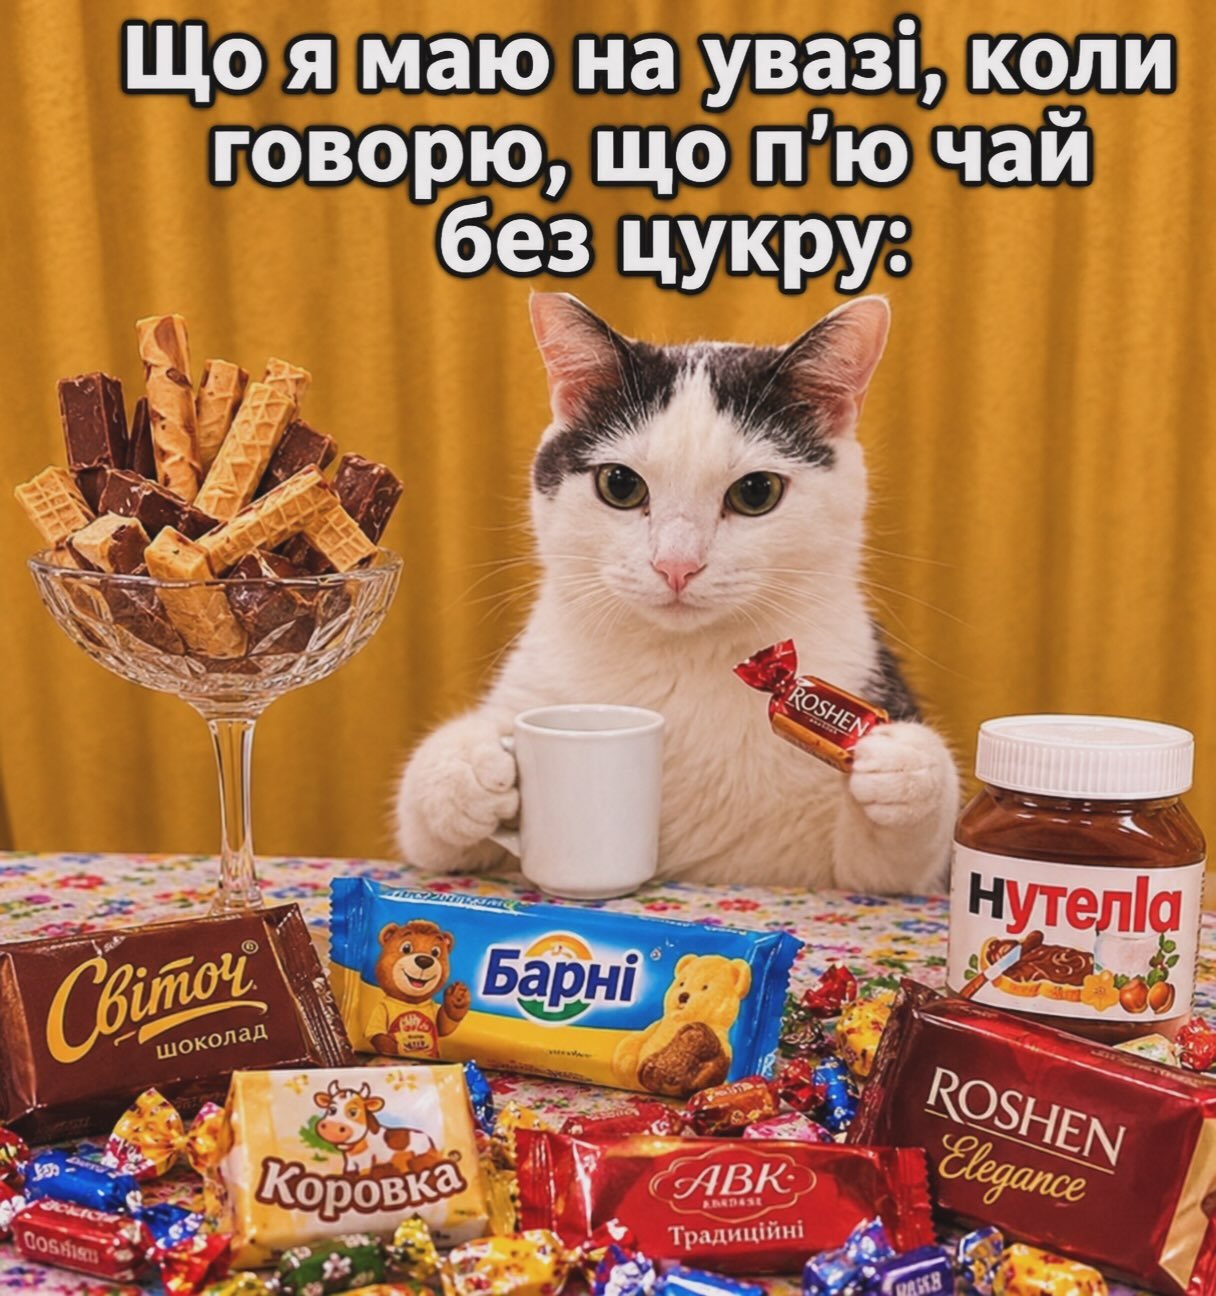 Що я маю на увазі, коли
говорю, що п'ю чай
без цукру:
ROSHEN
нутелlа
Світоч
шоколад
Барні
ROSHEN
Elegance
Коровка
АВК
Традиційні